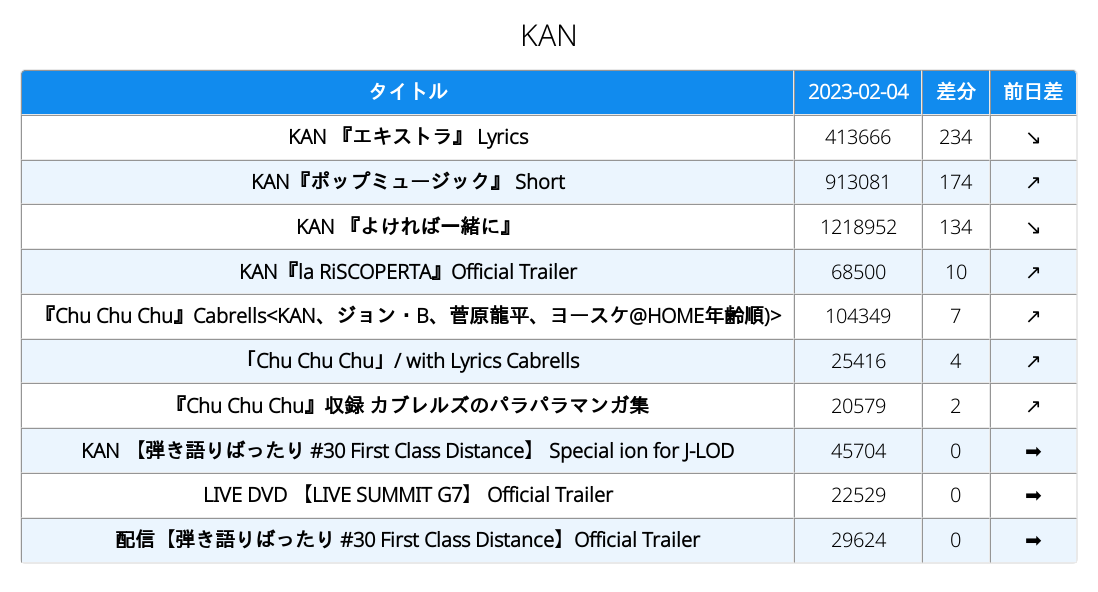 KAN
タイトル 2023-02-04 差分 前日差
KAN 『エキストラ』 Lyrics 413666 234 ↘
KAN『ポップミュージック』 Short 913081 174 ↗
KAN 『よければ一緒に』 1218952 134 ↘
KAN『la RiSCOPERTA』Official Trailer 68500 10 ↗
『Chu Chu Chu』Cabrells<KAN、ジョン・B、菅原龍平、ヨースケ@HOME年齢順)> 104349 7 ↗
「Chu Chu Chu」/ with Lyrics Cabrells 25416 4 ↗
『Chu Chu Chu』収録 カブレルズのパラパラマンガ集 20579 2 ↗
KAN 【弾き語りばったり #30 First Class Distance】 Special ion for J-LOD 45704 0 ➡
LIVE DVD 【LIVE SUMMIT G7】 Official Trailer 22529 0 ➡
配信【弾き語りばったり #30 First Class Distance】Official Trailer 29624 0 ➡